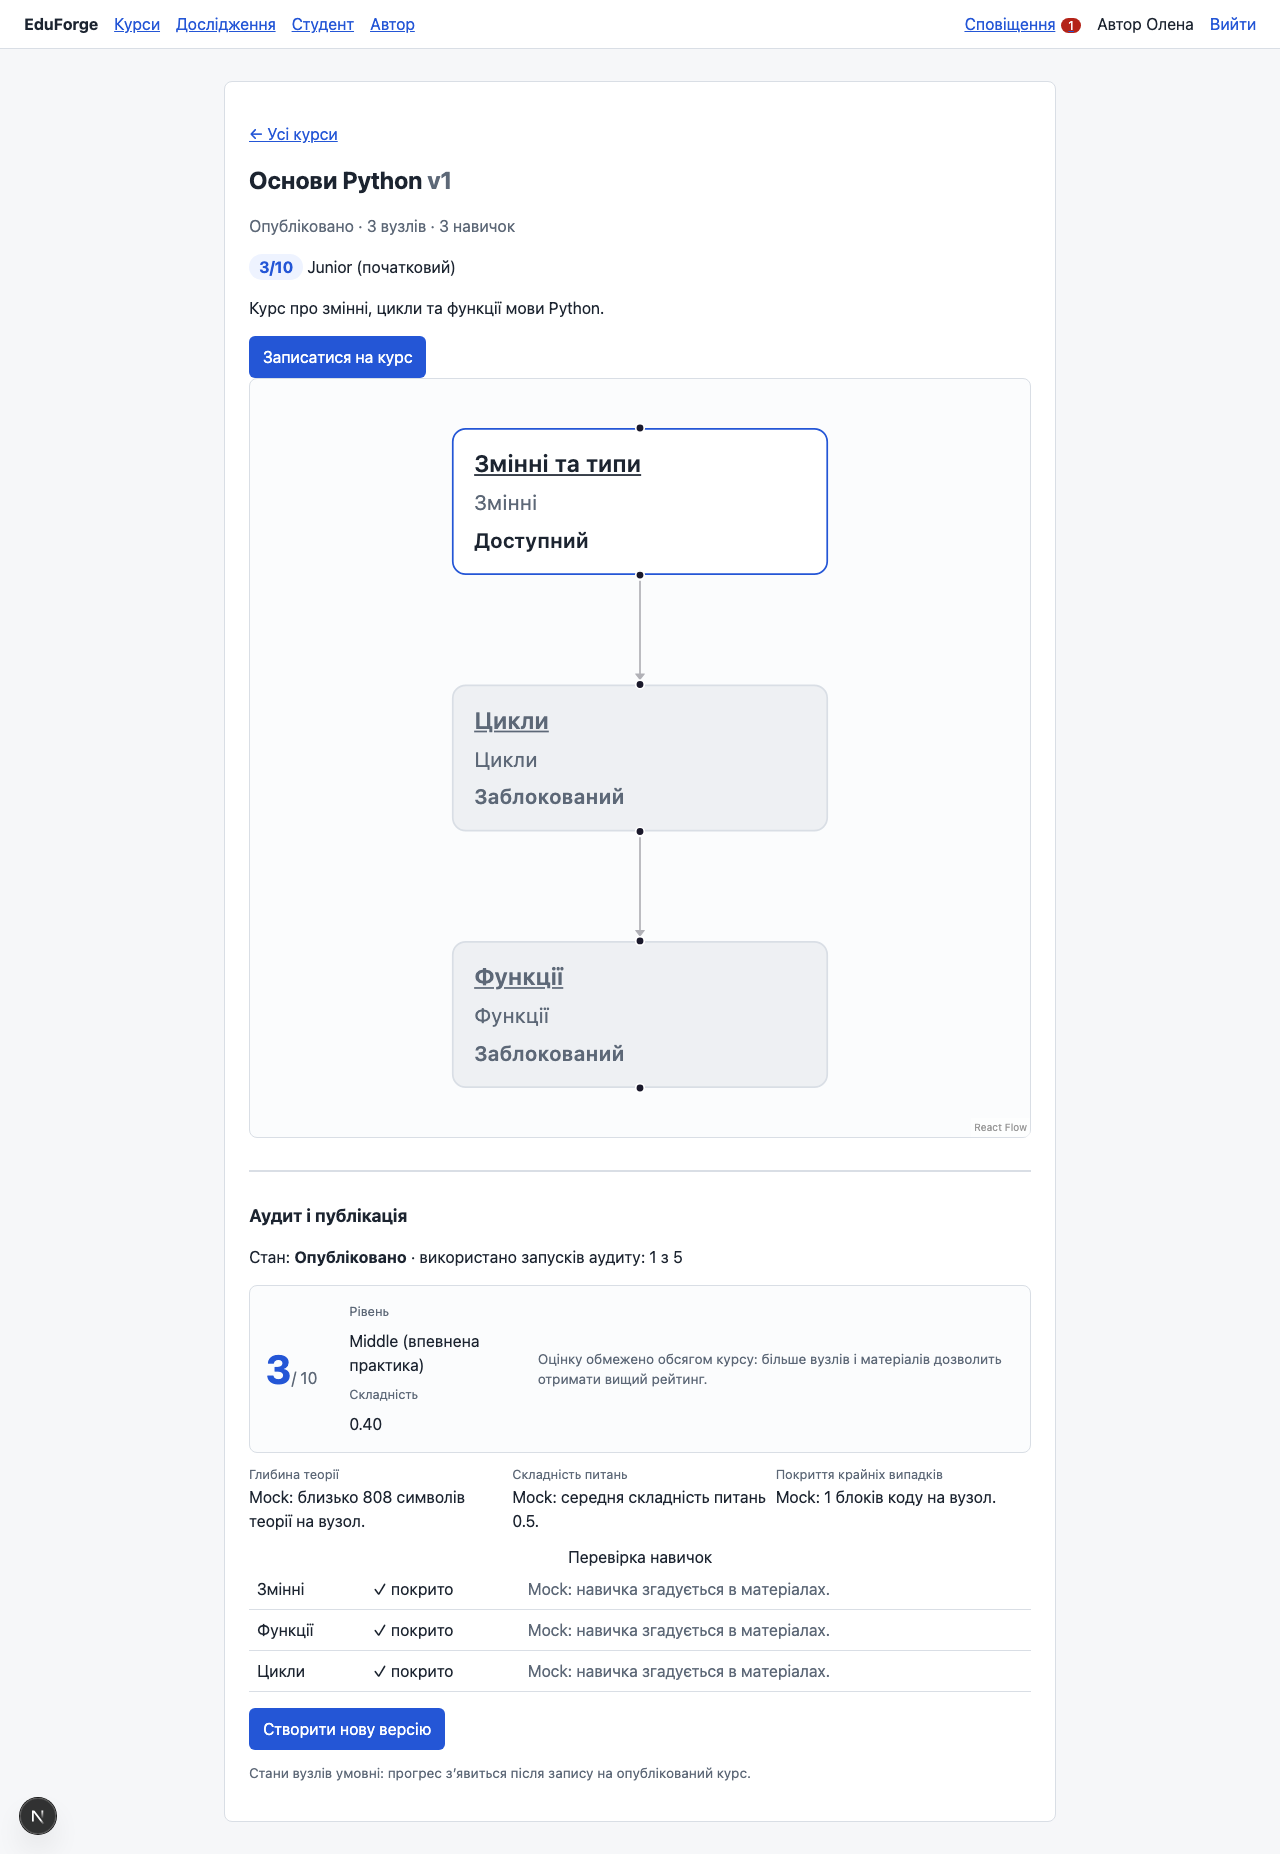 EduForge Курси Дослідження Студент Автор Сповіщення 1 Автор Олена Вийти
← Усі курси
Основи Python v1
Опубліковано · 3 вузлів · 3 навичок
3/10 Junior (початковий)
Курс про змінні, цикли та функції мови Python.
Записатися на курс
Змінні та типи
Змінні
Доступний
Цикли
Цикли
Заблокований
Функції
Функції
Заблокований
React Flow
Аудит і публікація
Стан: Опубліковано · використано запусків аудиту: 1 з 5
3/ 10
Рівень
Middle (впевнена
практика)
Складність
0.40
Оцінку обмежено обсягом курсу: більше вузлів і матеріалів дозволить
отримати вищий рейтинг.
Глибина теорії
Mock: близько 808 символів
теорії на вузол.
Складність питань
Mock: середня складність питань
0.5.
Покриття крайніх випадків
Mock: 1 блоків коду на вузол.
Перевірка навичок
Змінні ✓ покрито Mock: навичка згадується в матеріалах.
Функції ✓ покрито Mock: навичка згадується в матеріалах.
Цикли ✓ покрито Mock: навичка згадується в матеріалах.
Створити нову версію
Стани вузлів умовні: прогрес зʼявиться після запису на опублікований курс.
N